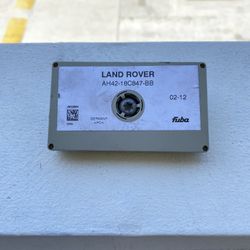 LAND ROVER
AH42-18C847-BB
02-12
fuba